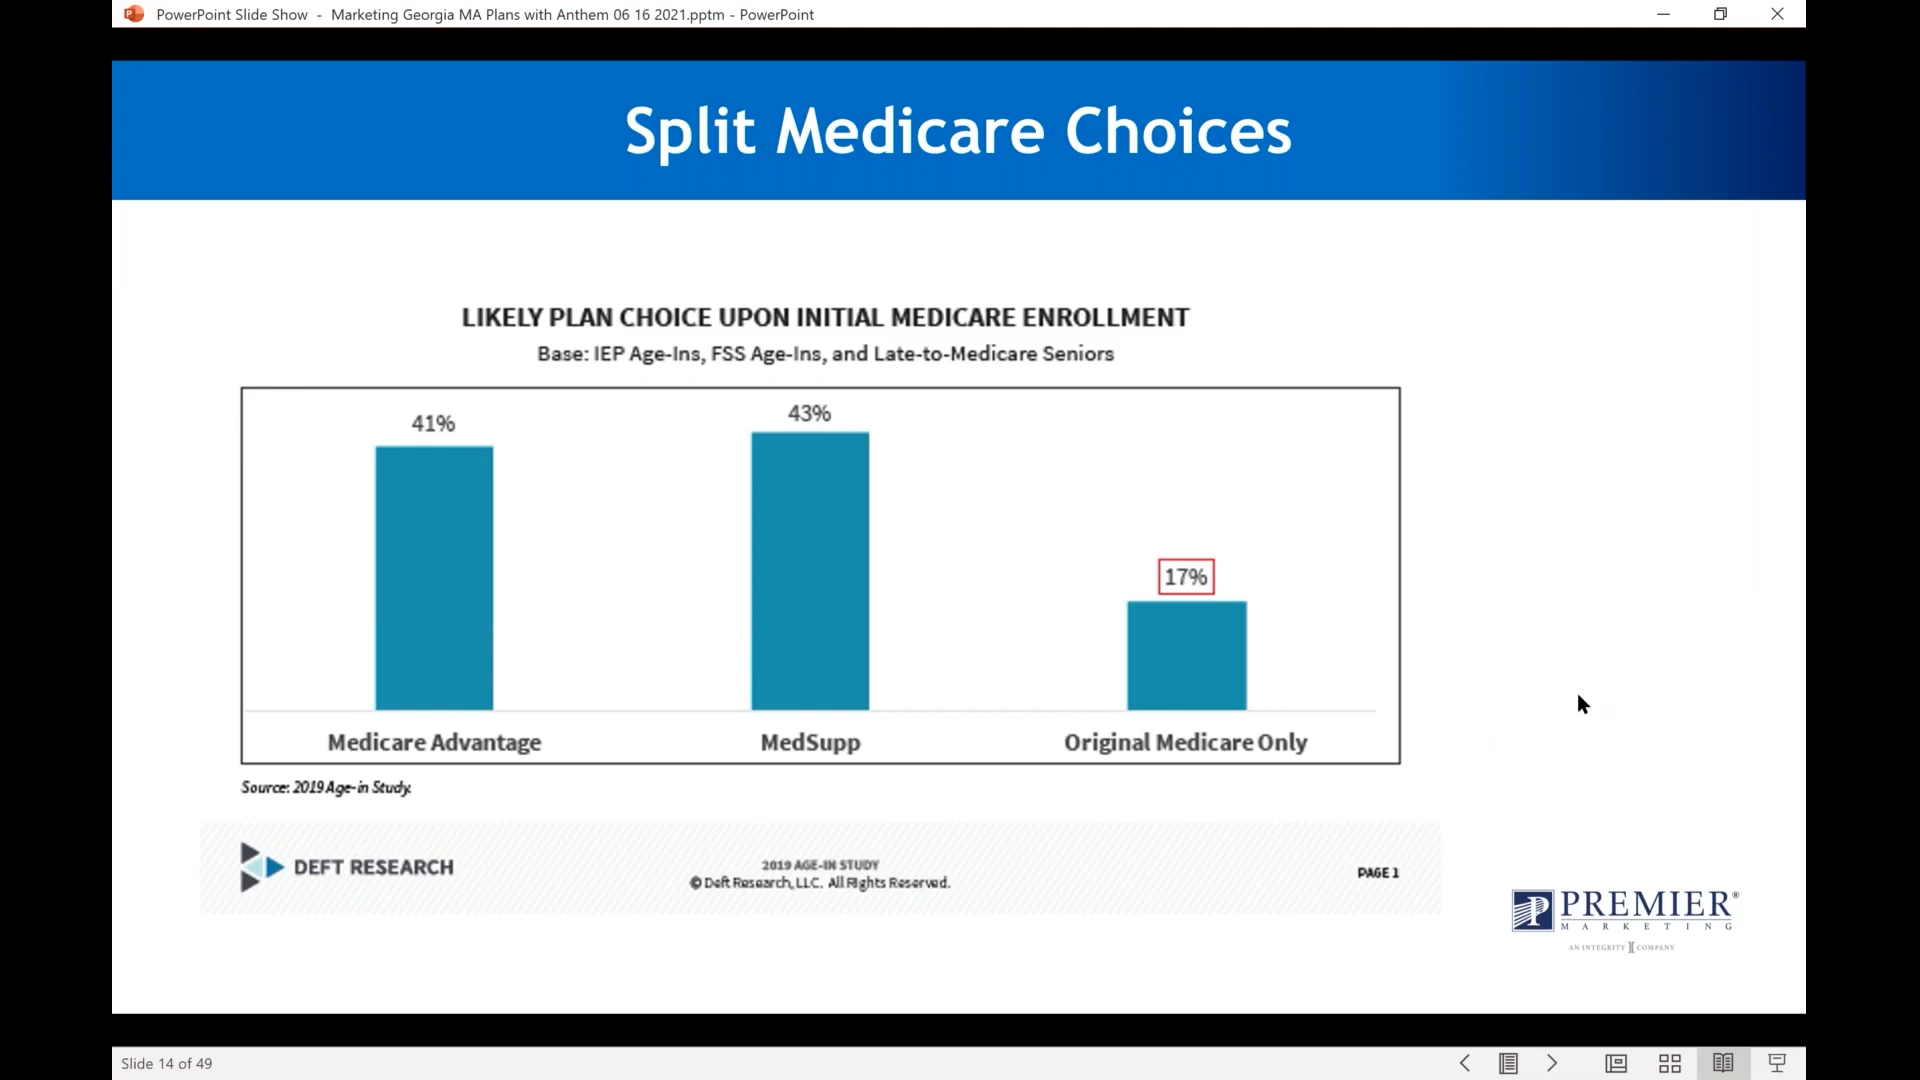 PowerPoint Slide Show - Marketing Georgia MA Plans with Anthem 06 16 2021.pptm - PowerPoint
Split Medicare Choices
LIKELY PLAN CHOICE UPON INITIAL MEDICARE ENROLLMENT
Base: IEP Age-Ins, FSS Age-Ins, and Late-to-Medicare Seniors
41%
43%
17%
Medicare Advantage
MedSupp
Original Medicare Only
Source: 2019 Age-in Study.
DEFT RESEARCH
2019 AGE-IN STUDY
© Deft Research, LLC. All Rights Reserved.
PAGE 1
PREMIER®
MARKETING
AN INTEGRITY COMPANY
Slide 14 of 49